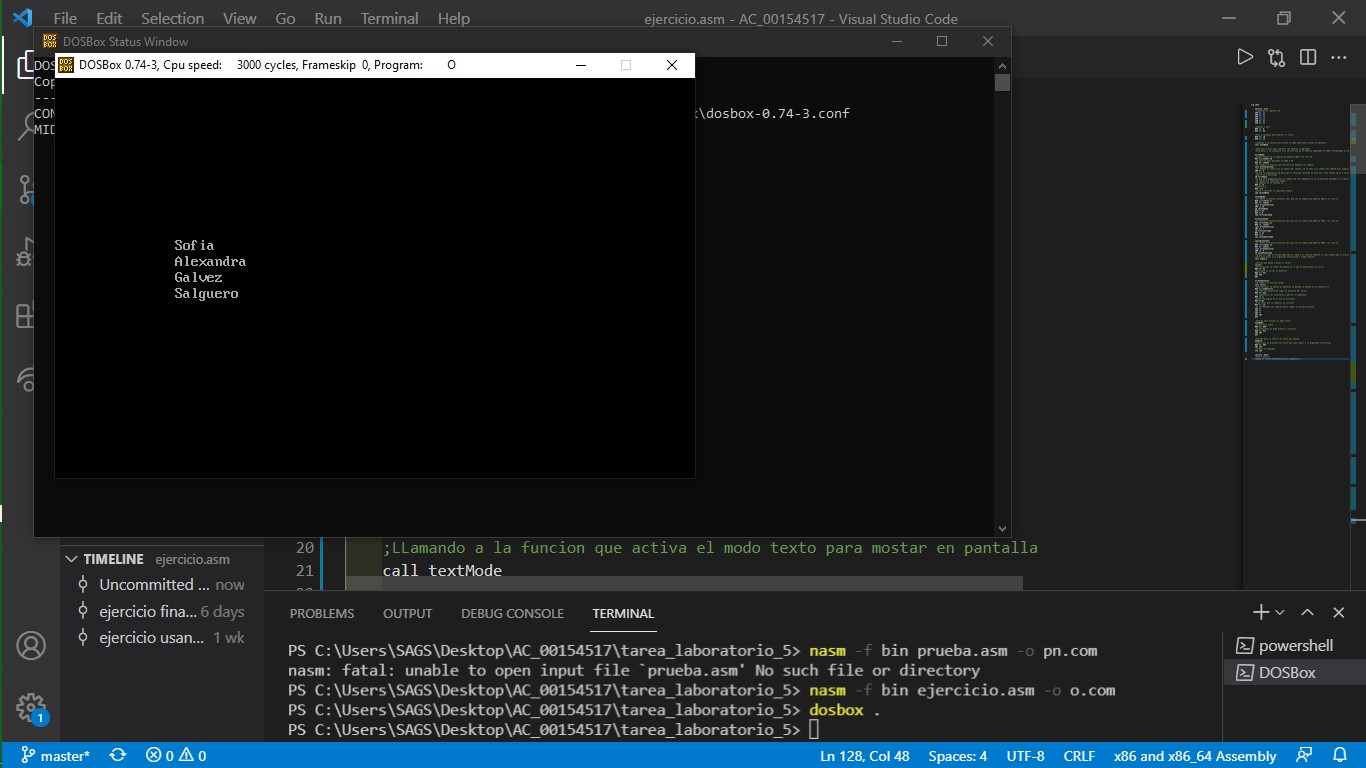 File Edit Selection View Go Run Terminal Help
ejercicio.asm - AC_00154517 - Visual Studio Code
DOSBox Status Window
DOSBox 0.74-3, Cpu speed: 3000 cycles, Frameskip 0, Program: O
DOS
Cop
---
CON
\dosbox-0.74-3.conf
MID
Sofia
Alexandra
Galvez
Salguero
20 ;LLamando a la funcion que activa el modo texto para mostar en pantalla
21 call textMode
TIMELINE ejercicio.asm
Uncommitted ... now
ejercicio fina... 6 days
ejercicio usan... 1 wk
PROBLEMS OUTPUT DEBUG CONSOLE TERMINAL
PS C:\Users\SAGS\Desktop\AC_00154517\tarea_laboratorio_5> nasm -f bin prueba.asm -o pn.com
nasm: fatal: unable to open input file `prueba.asm' No such file or directory
PS C:\Users\SAGS\Desktop\AC_00154517\tarea_laboratorio_5> nasm -f bin ejercicio.asm -o o.com
PS C:\Users\SAGS\Desktop\AC_00154517\tarea_laboratorio_5> dosbox .
PS C:\Users\SAGS\Desktop\AC_00154517\tarea_laboratorio_5>
powershell
DOSBox
1
master* 0 0 Ln 128, Col 48 Spaces: 4 UTF-8 CRLF x86 and x86_64 Assembly